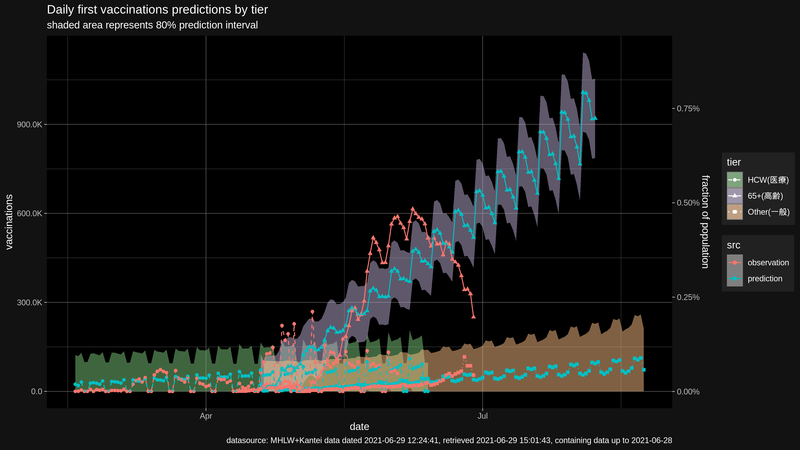 Daily first vaccinations predictions by tier
shaded area represents 80% prediction interval
vaccinations
900.0K
600.0K
300.0K
0.0
0.75%
0.50%
0.25%
0.00%
fraction of population
Apr
Jul
date
tier
HCW(医療)
65+(高齢)
Other(一般)
src
observation
prediction
datasource: MHLW+Kantei data dated 2021-06-29 12:24:41, retrieved 2021-06-29 15:01:43, containing data up to 2021-06-28